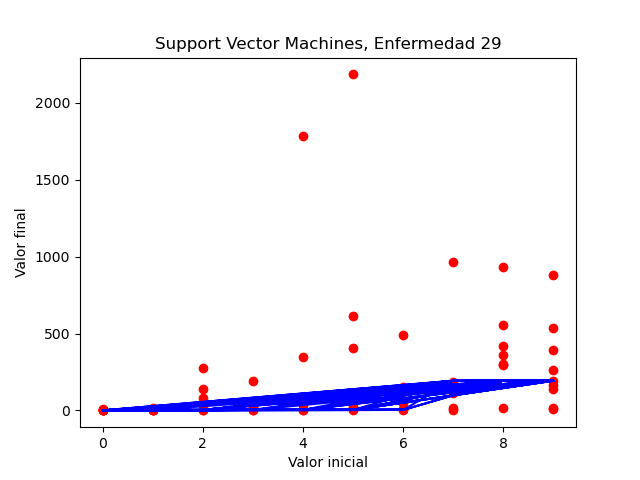 Support Vector Machines, Enfermedad 29
Valor final
2000
1500
1000
500
0
0 2 4 6 8
Valor inicial